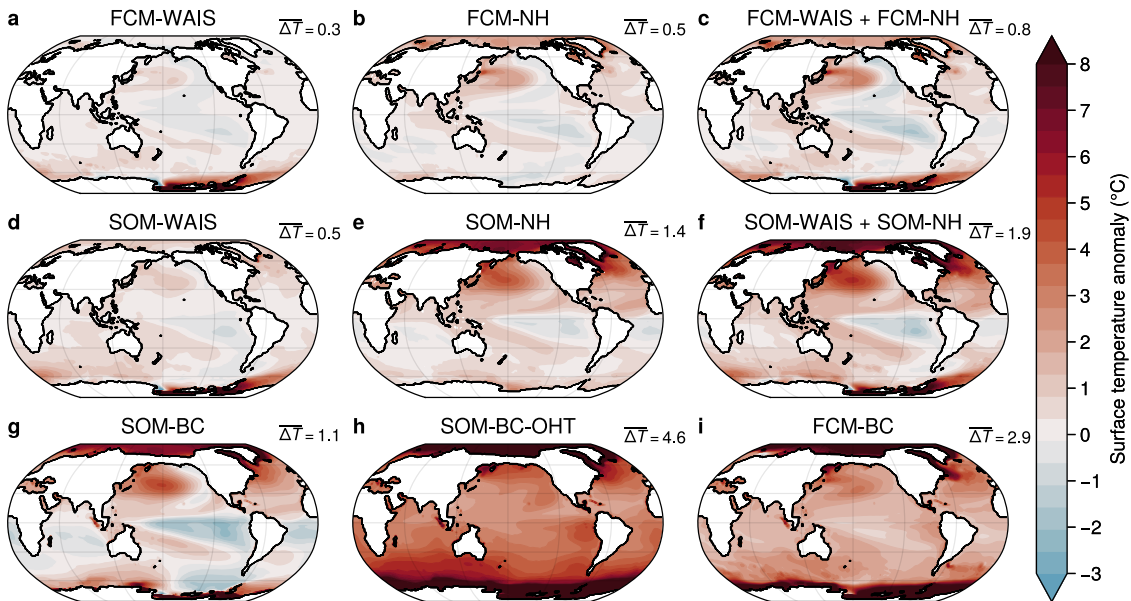 a FCM-WAIS ΔT = 0.3
b FCM-NH ΔT = 0.5
c FCM-WAIS + FCM-NH ΔT = 0.8
d SOM-WAIS ΔT = 0.5
e SOM-NH ΔT = 1.4
f SOM-WAIS + SOM-NH ΔT = 1.9
g SOM-BC ΔT = 1.1
h SOM-BC-OHT ΔT = 4.6
i FCM-BC ΔT = 2.9
8
7
6
5
4
3
2
1
0
−1
−2
−3
Surface temperature anomaly (°C)